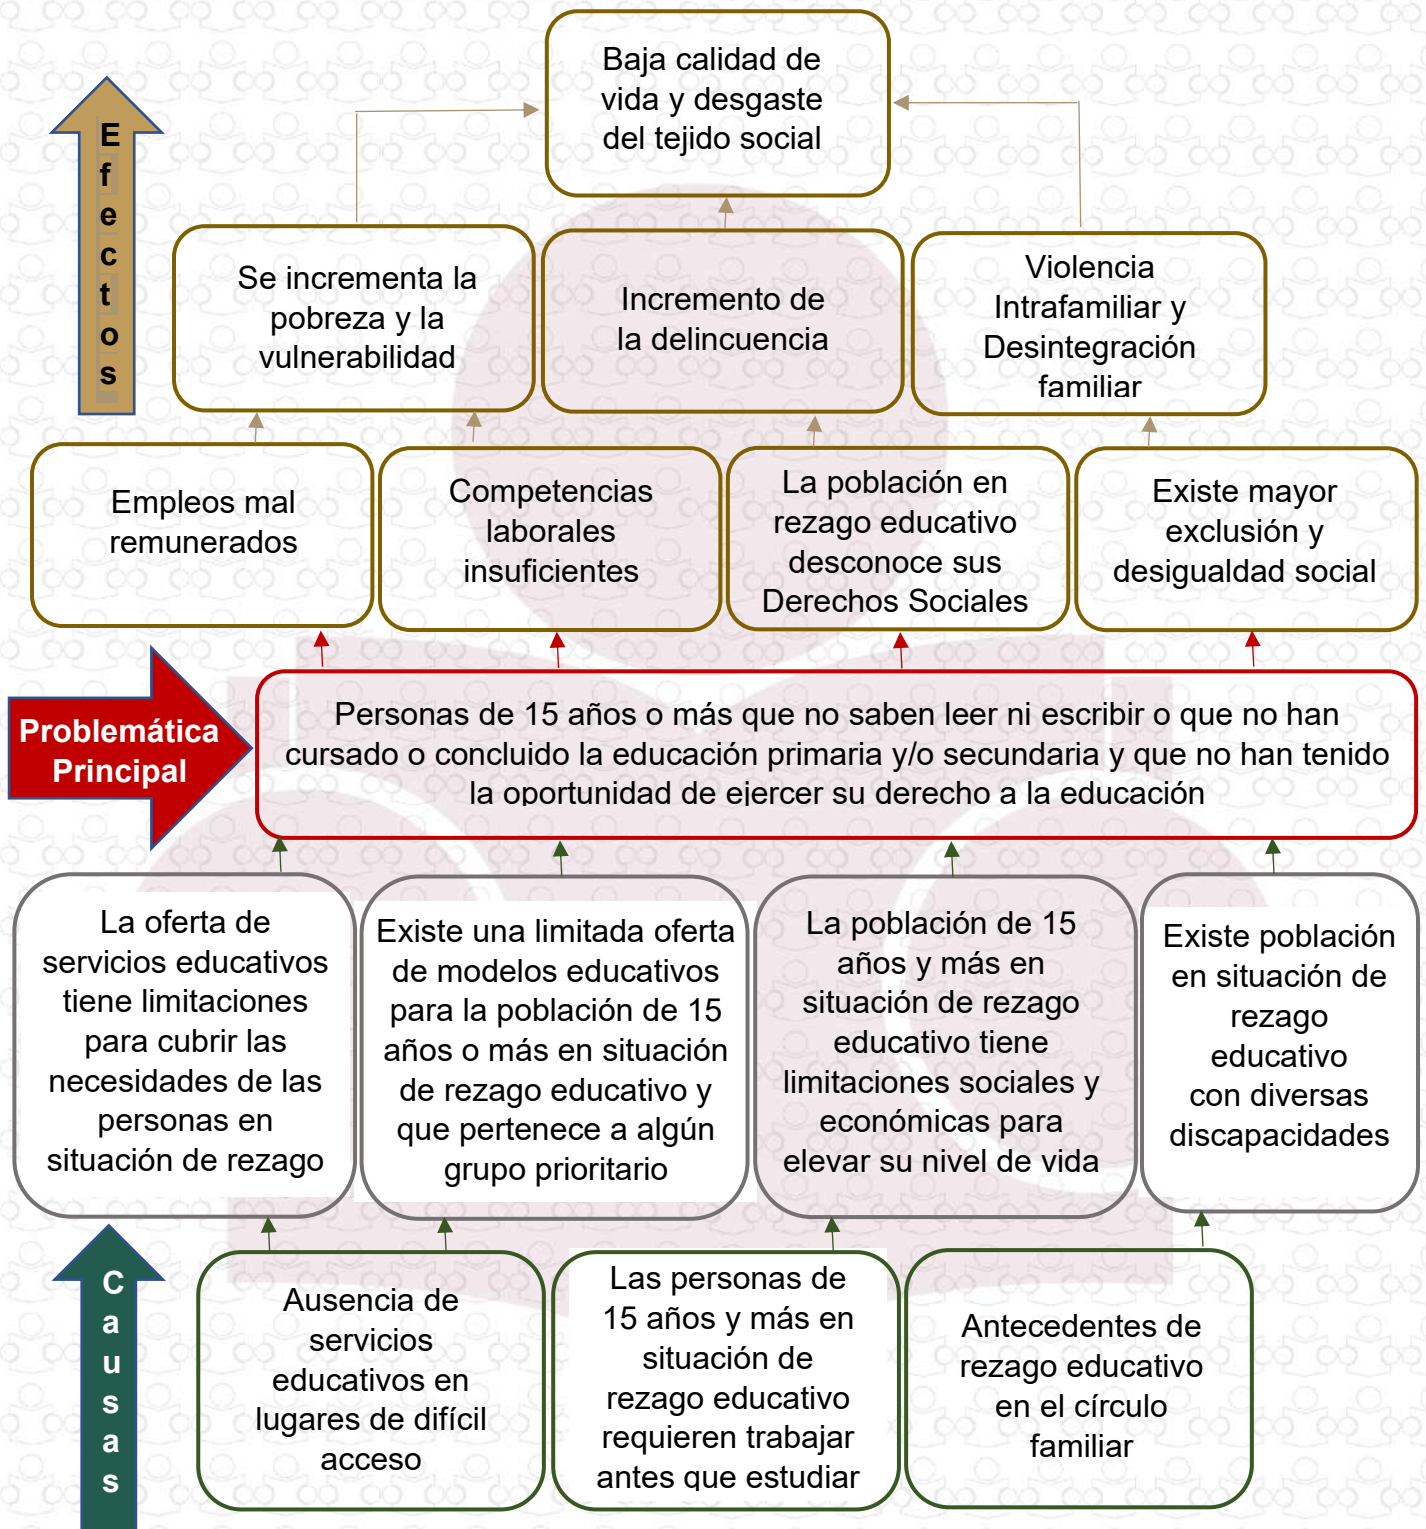 Baja calidad de
vida y desgaste
del tejido social
Efectos
Se incrementa la
pobreza y la
vulnerabilidad
Incremento de
la delincuencia
Violencia
Intrafamiliar y
Desintegración
familiar
Empleos mal
remunerados
Competencias
laborales
insuficientes
La población en
rezago educativo
desconoce sus
Derechos Sociales
Existe mayor
exclusión y
desigualdad social
Problemática
Principal
Personas de 15 años o más que no saben leer ni escribir o que no han
cursado o concluido la educación primaria y/o secundaria y que no han tenido
la oportunidad de ejercer su derecho a la educación
La oferta de
servicios educativos
tiene limitaciones
para cubrir las
necesidades de las
personas en
situación de rezago
Existe una limitada oferta
de modelos educativos
para la población de 15
años o más en situación
de rezago educativo y
que pertenece a algún
grupo prioritario
La población de 15
años y más en
situación de rezago
educativo tiene
limitaciones sociales y
económicas para
elevar su nivel de vida
Existe población
en situación de
rezago
educativo
con diversas
discapacidades
Causas
Ausencia de
servicios
educativos en
lugares de difícil
acceso
Las personas de
15 años y más en
situación de
rezago educativo
requieren trabajar
antes que estudiar
Antecedentes de
rezago educativo
en el círculo
familiar